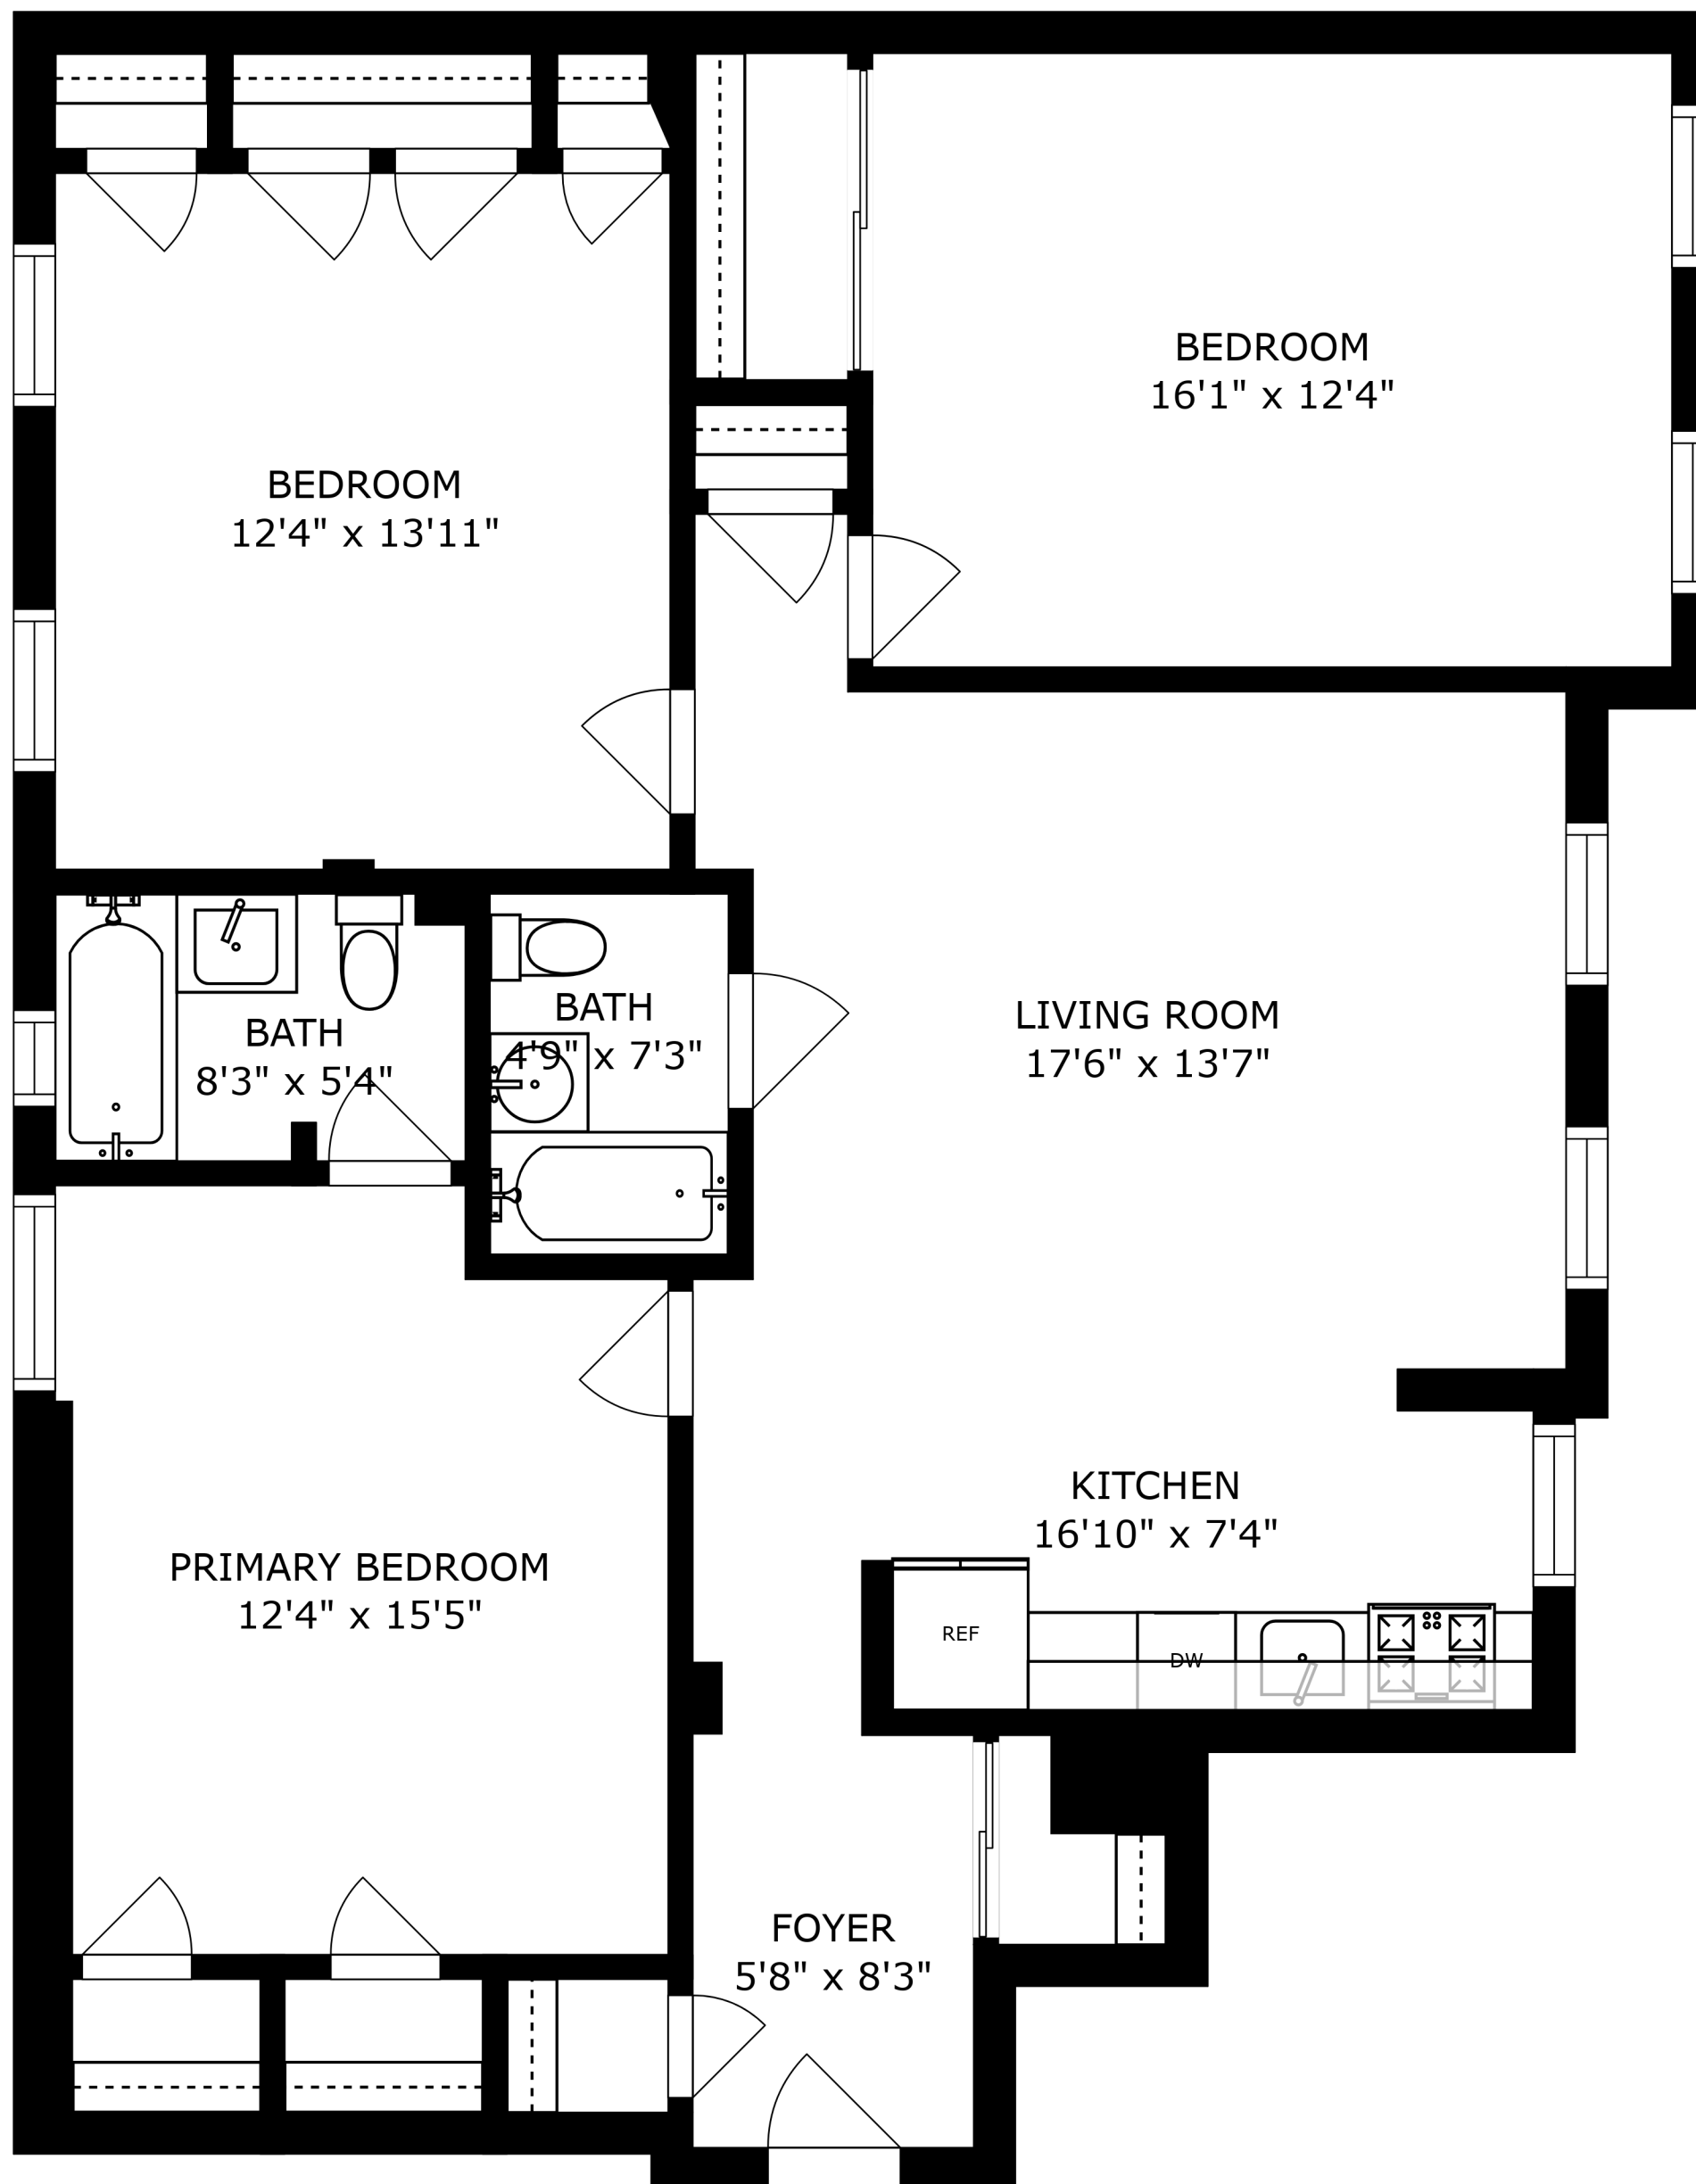 BEDROOM
16'1" x 12'4"
BEDROOM
12'4" x 13'11"
BATH
4'9" x 7'3"
LIVING ROOM
17'6" x 13'7"
BATH
8'3" x 5'4"
KITCHEN
16'10" x 7'4"
PRIMARY BEDROOM
12'4" x 15'5"
REF
DW
FOYER
5'8" x 8'3"